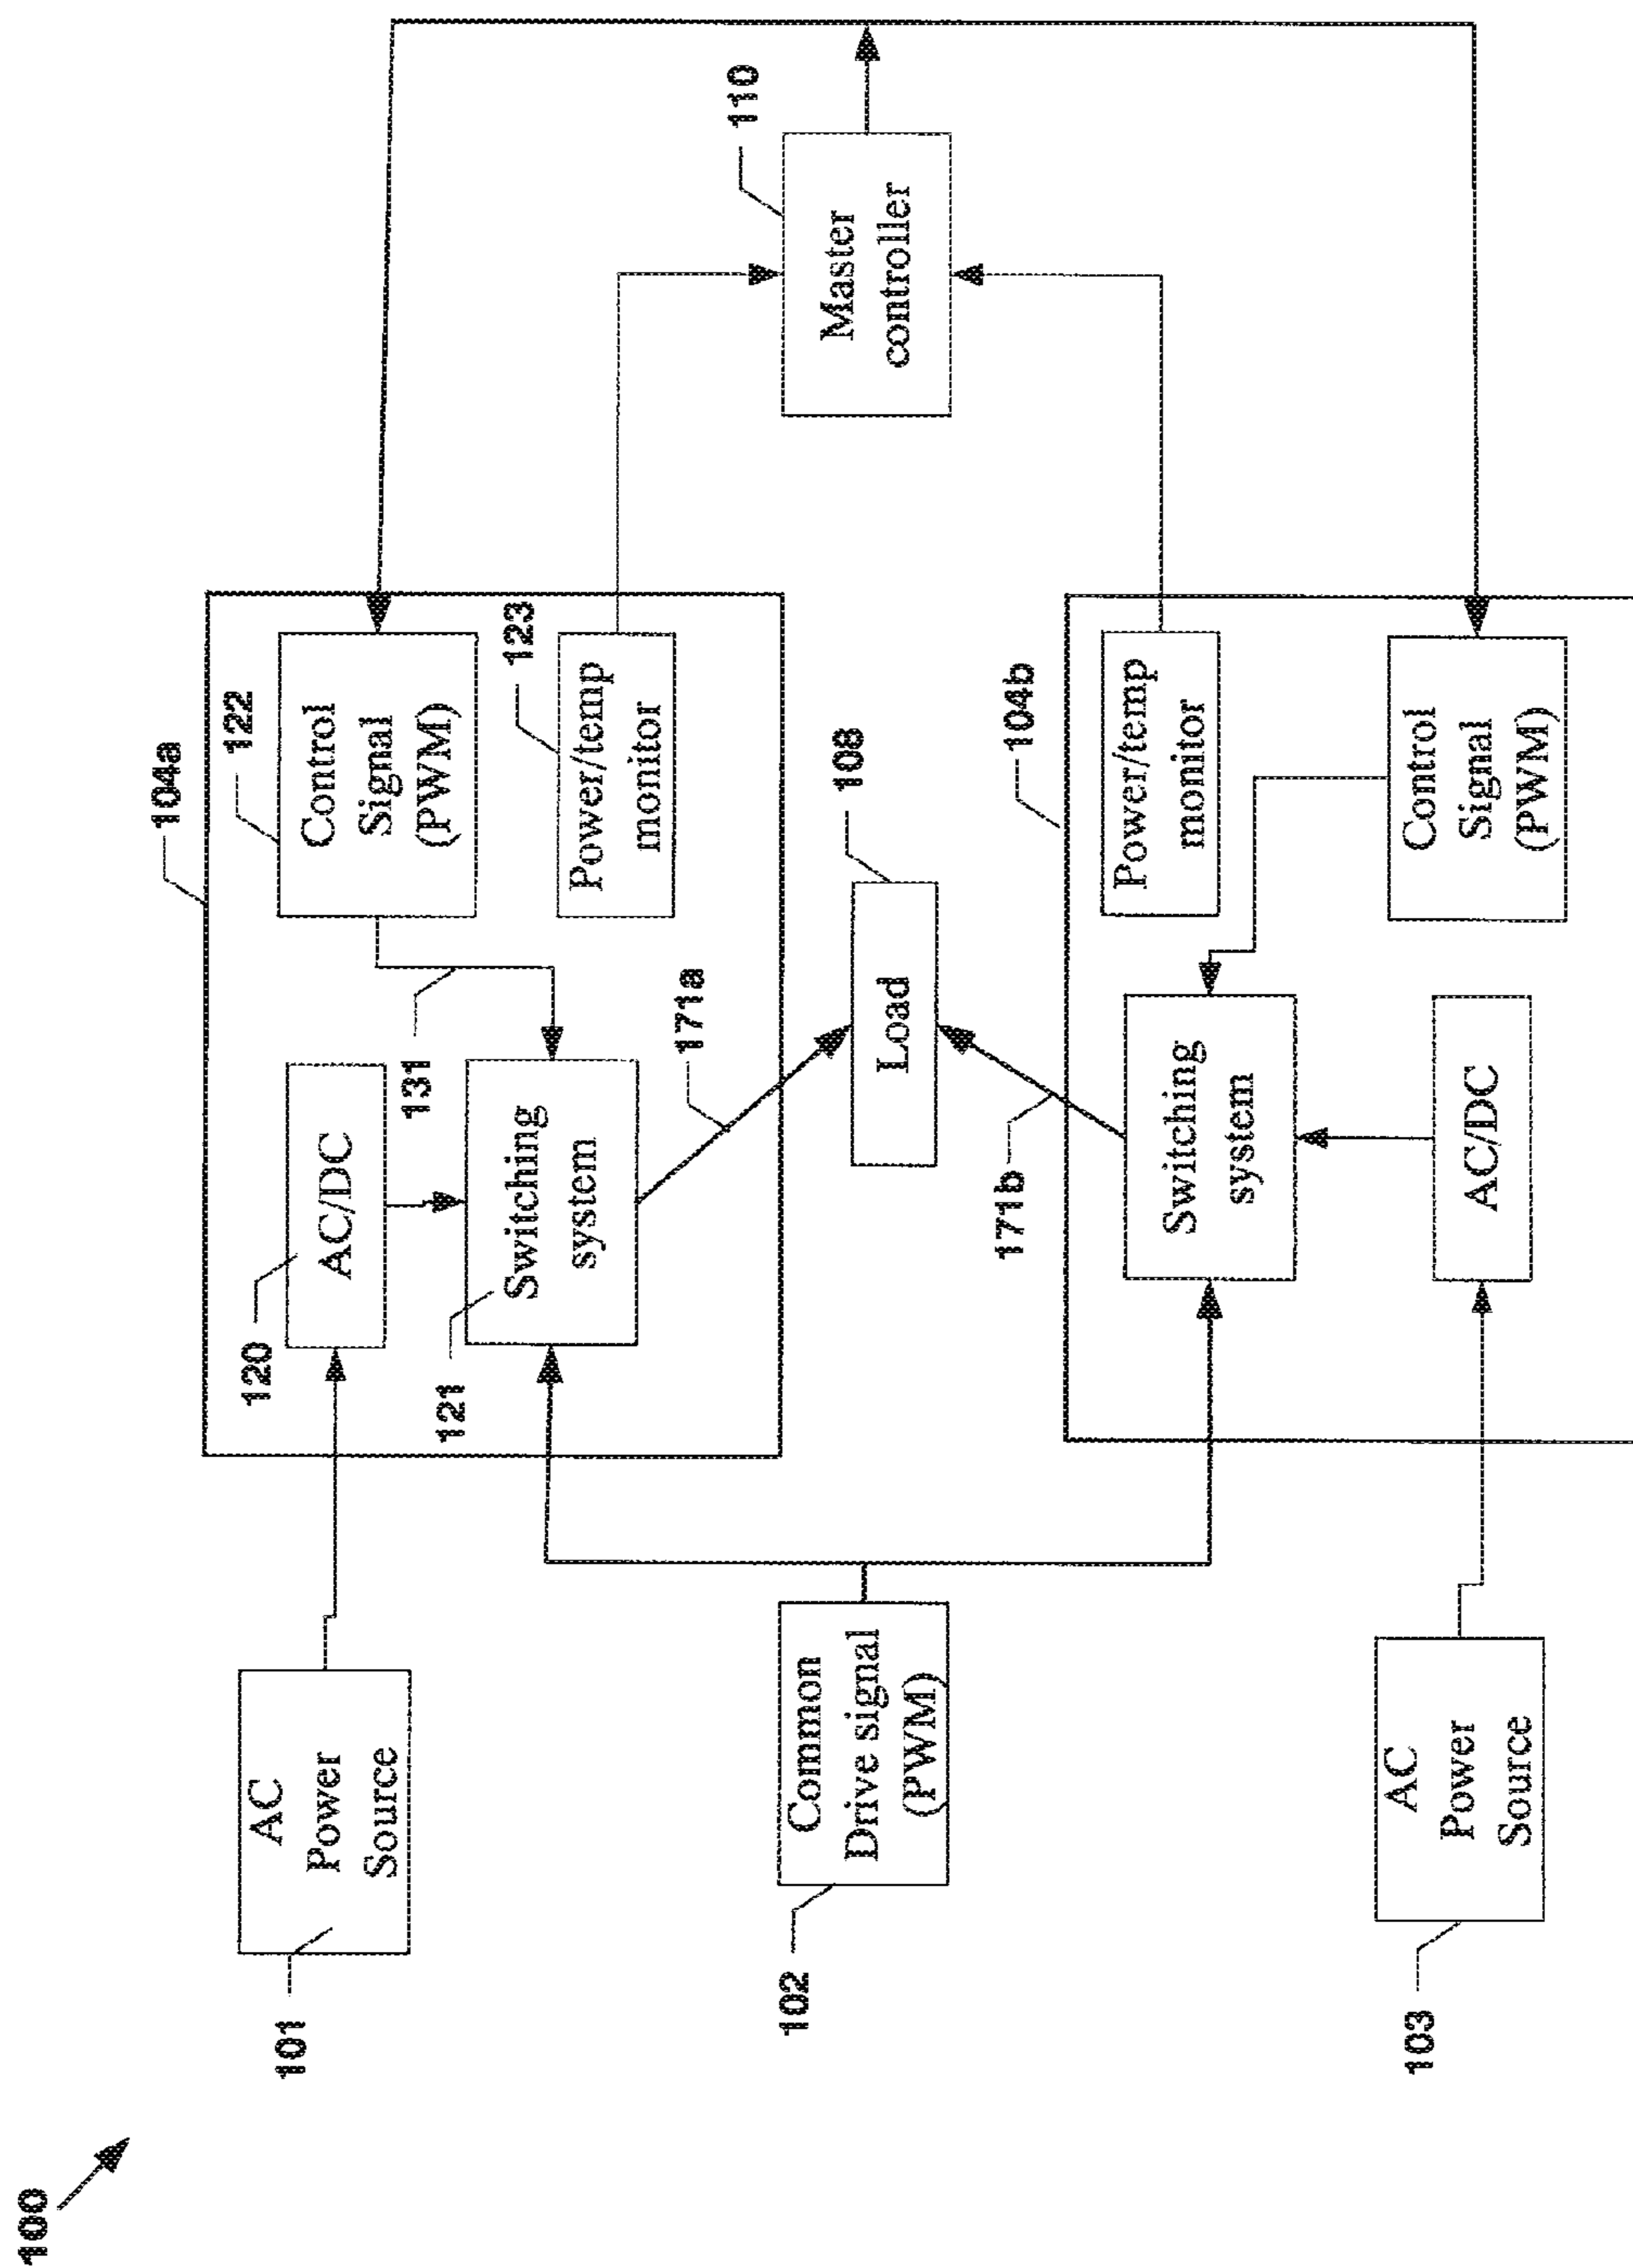 100
101
AC
Power
Source
102
Common
Drive signal
(PWM)
103
AC
Power
Source
104a
120
AC/DC
121
Switching
system
131
122
Control
Signal
(PWM)
123
Power/temp
monitor
171a
108
Load
171b
104b
Switching
system
AC/DC
Power/temp
monitor
Control
Signal
(PWM)
110
Master
controller